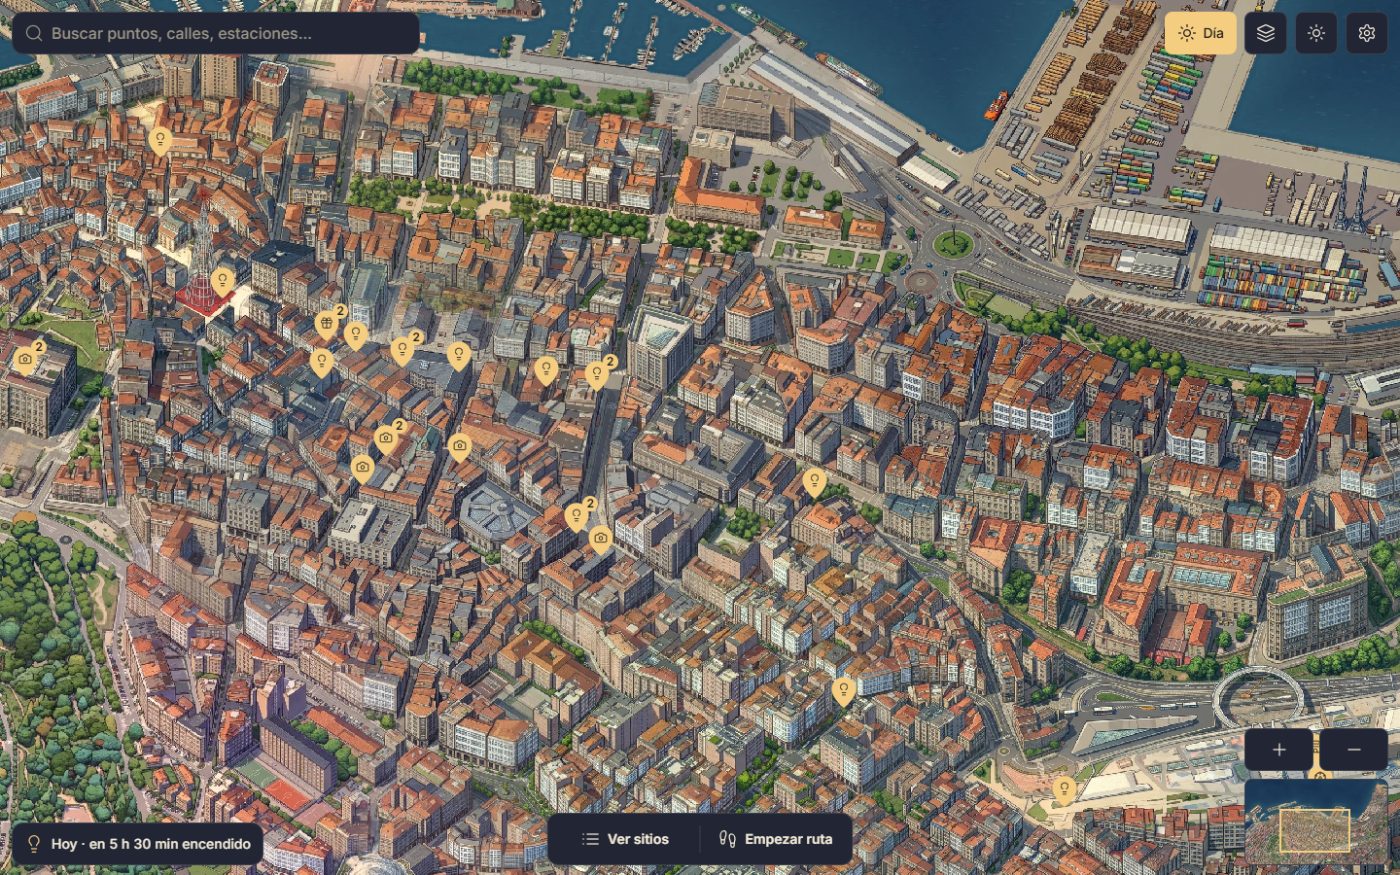 Buscar puntos, calles, estaciones...
Día
2
2
2
2
2
2
Hoy · en 5 h 30 min encendido
Ver sitios
Empezar ruta
+
−